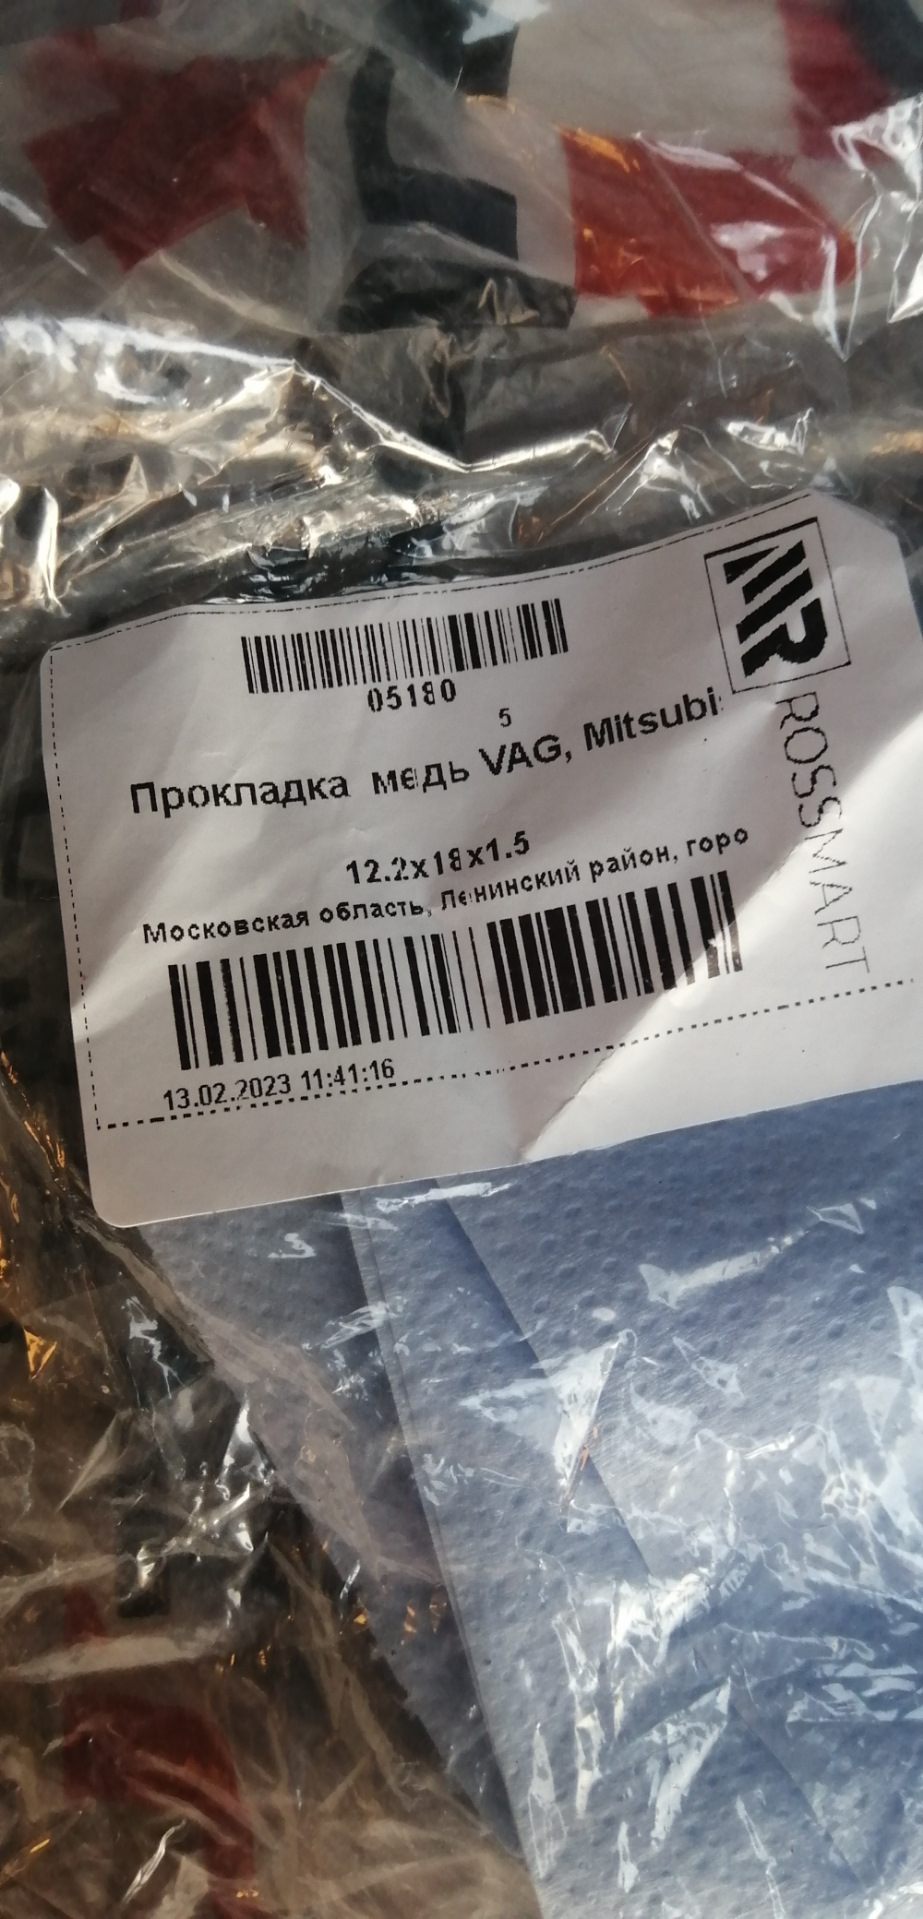 05180
5
Прокладка медь VAG, Mitsubi
12.2x18x1.5
Московская область, Ленинский район, горо
13.02.2023 11:41:16
R ROSSMART